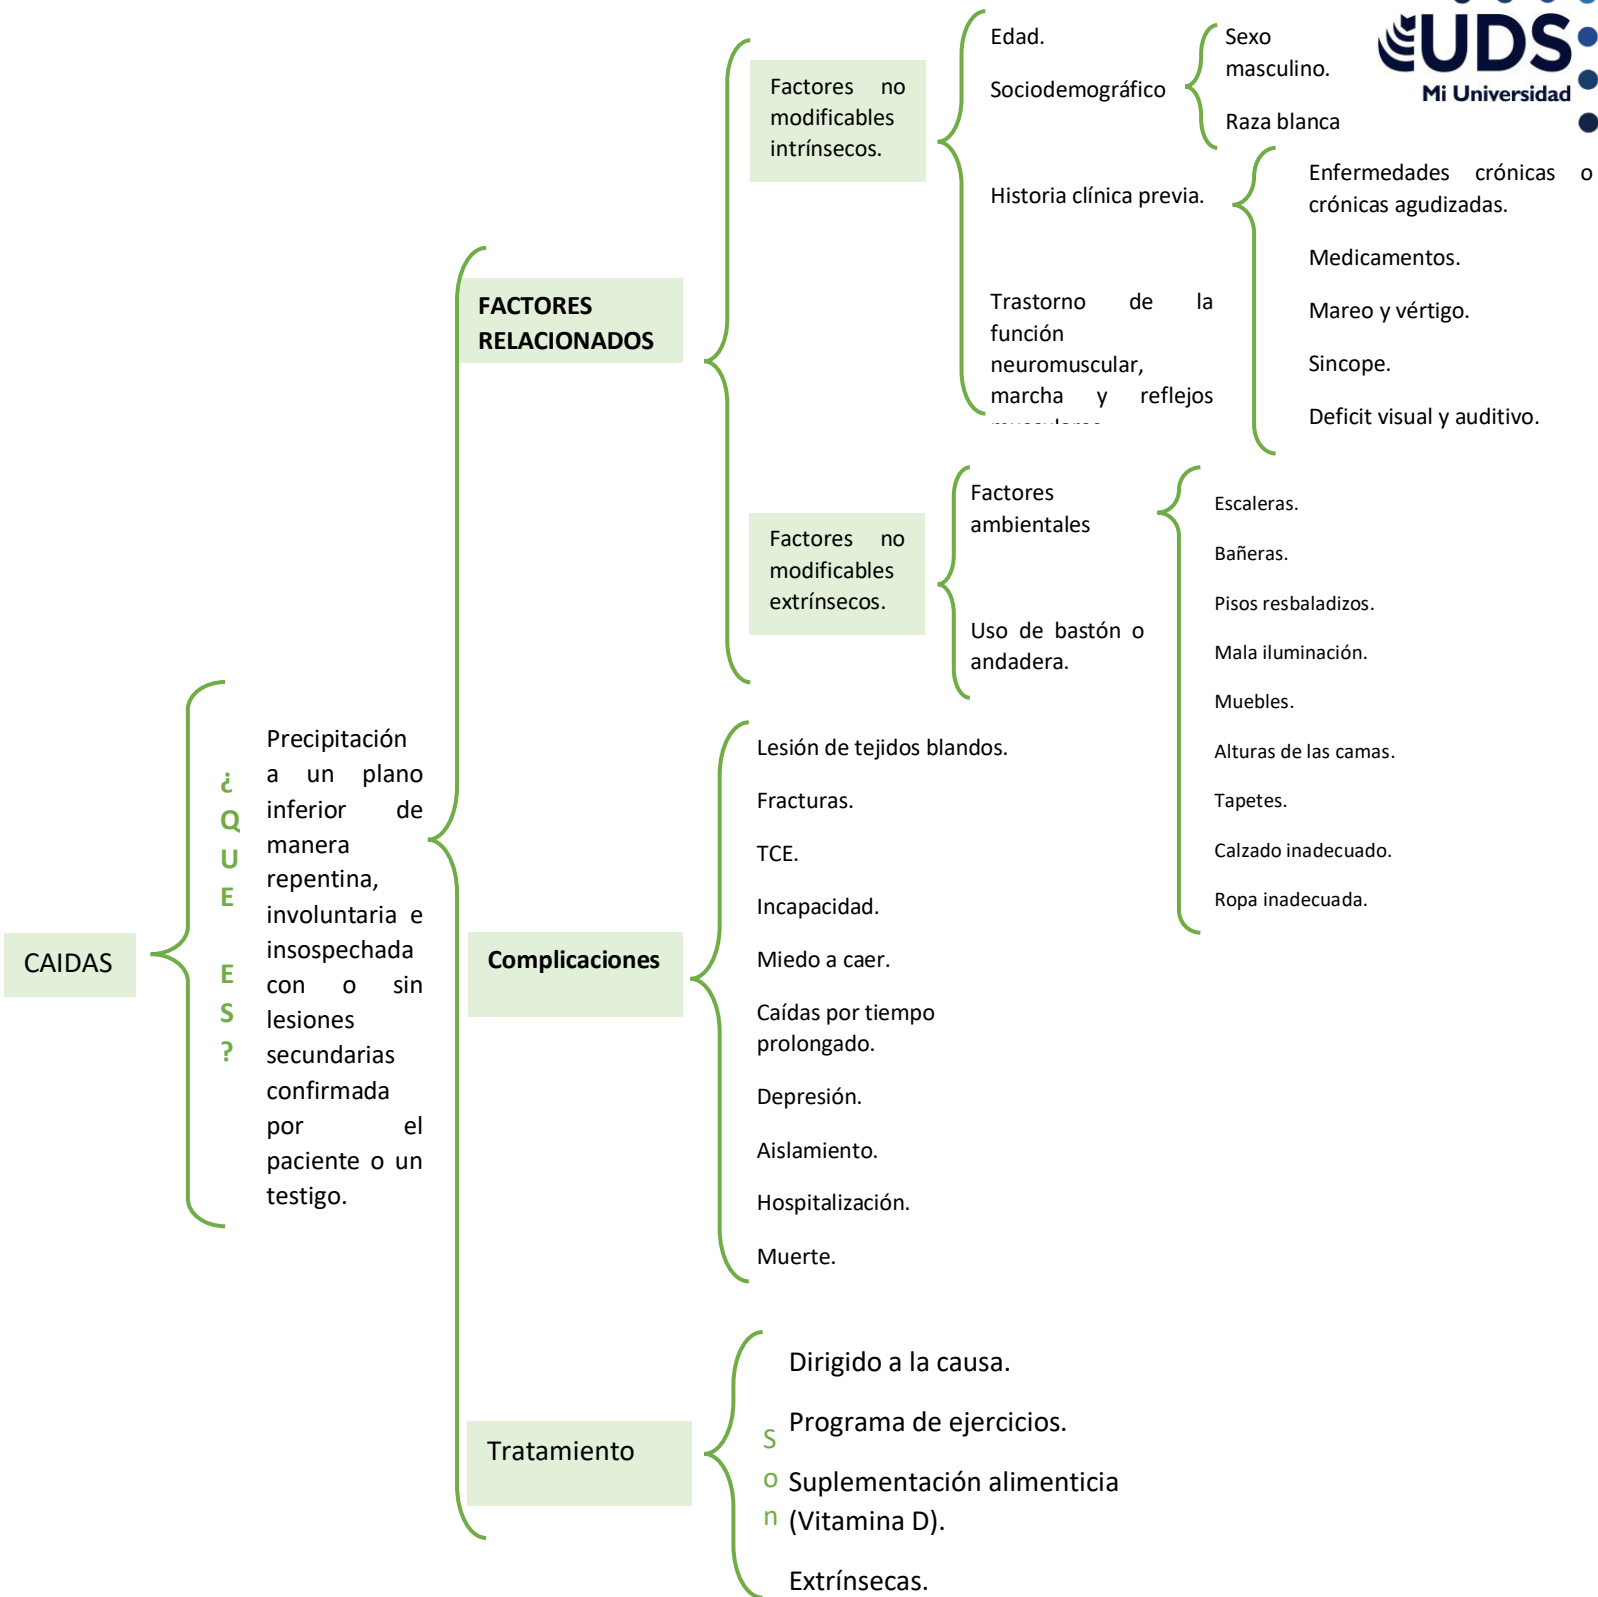 UDS
Mi Universidad
CAIDAS
¿QUE ES?
Precipitación
a un plano
inferior de
manera
repentina,
involuntaria e
insospechada
con o sin
lesiones
secundarias
confirmada
por el
paciente o un
testigo.
FACTORES
RELACIONADOS
Factores no
modificables
intrínsecos.
Edad.
Sociodemográfico
Sexo
masculino.
Raza blanca
Historia clínica previa.
Enfermedades crónicas o
crónicas agudizadas.
Medicamentos.
Mareo y vértigo.
Sincope.
Deficit visual y auditivo.
Trastorno de la
función
neuromuscular,
marcha y reflejos
Factores no
modificables
extrínsecos.
Factores
ambientales
Escaleras.
Bañeras.
Pisos resbaladizos.
Mala iluminación.
Muebles.
Alturas de las camas.
Tapetes.
Calzado inadecuado.
Ropa inadecuada.
Uso de bastón o
andadera.
Complicaciones
Lesión de tejidos blandos.
Fracturas.
TCE.
Incapacidad.
Miedo a caer.
Caídas por tiempo
prolongado.
Depresión.
Aislamiento.
Hospitalización.
Muerte.
Tratamiento
Son
Dirigido a la causa.
Programa de ejercicios.
Suplementación alimenticia
(Vitamina D).
Extrínsecas.